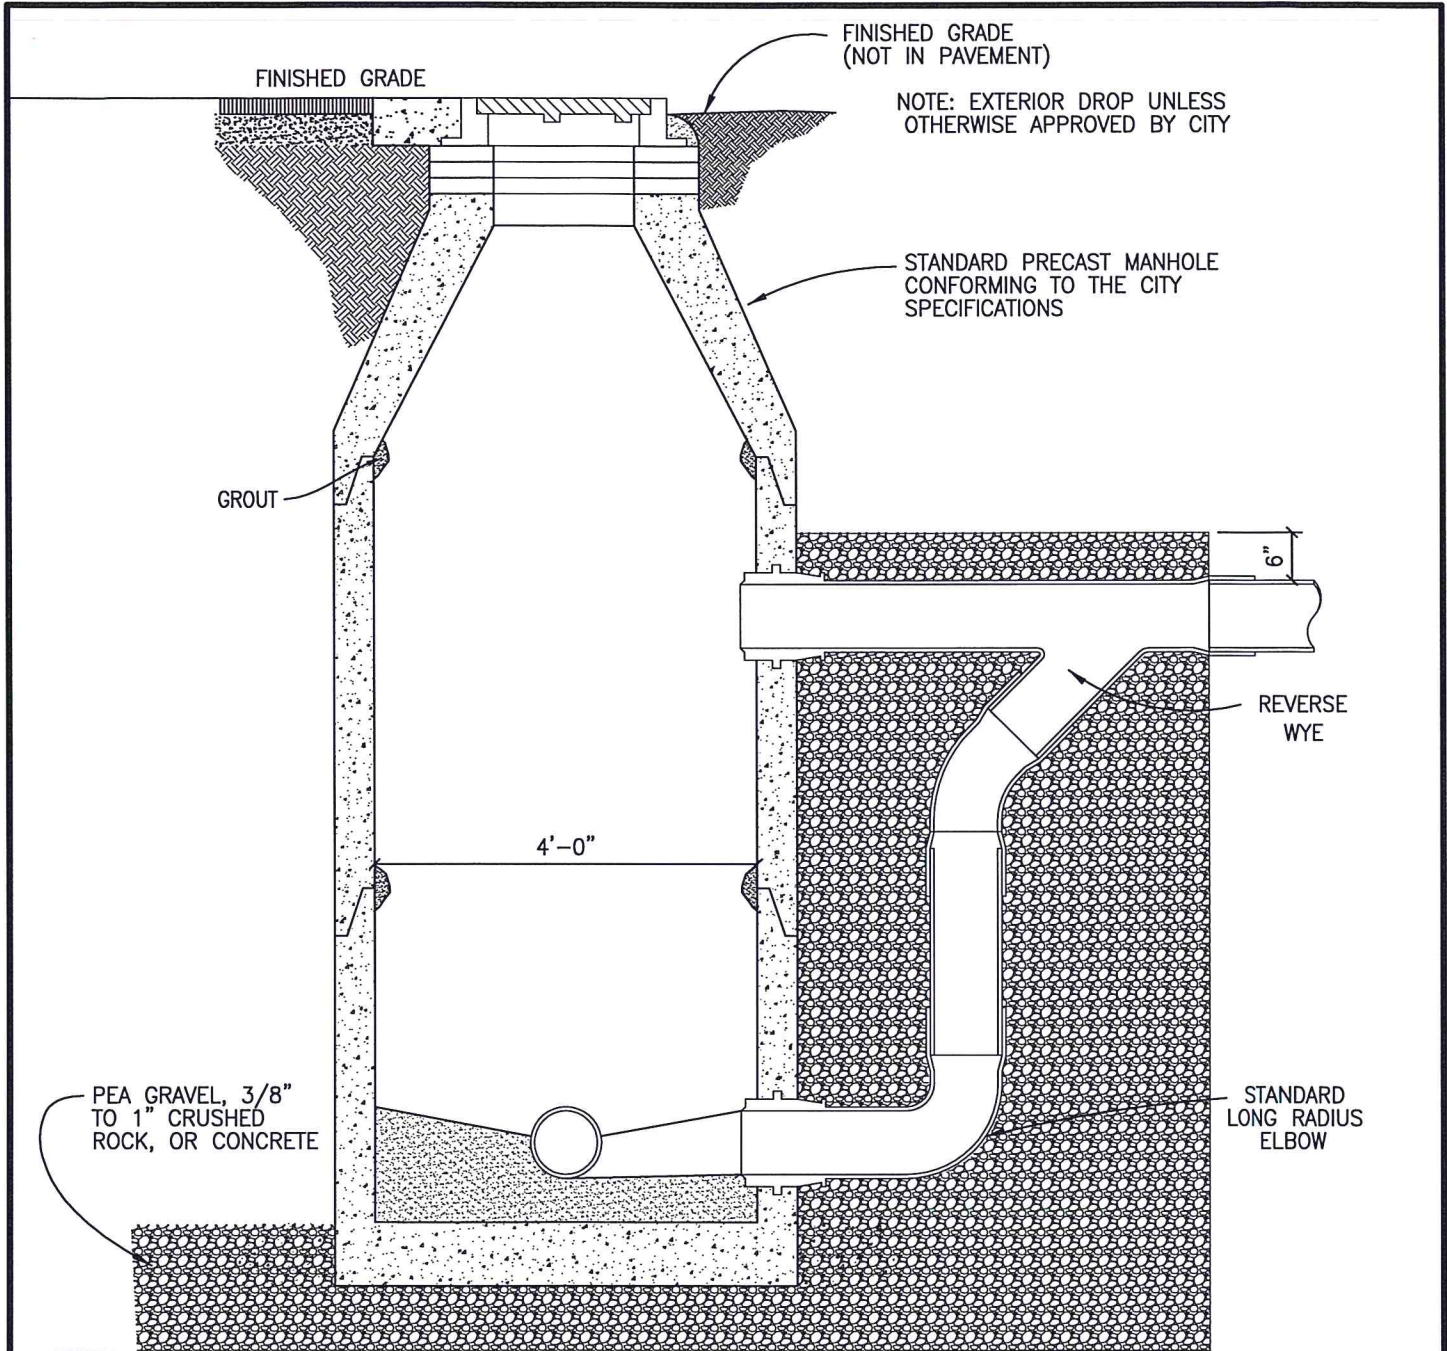 FINISHED GRADE
(NOT IN PAVEMENT)
FINISHED GRADE
NOTE: EXTERIOR DROP UNLESS
OTHERWISE APPROVED BY CITY
STANDARD PRECAST MANHOLE
CONFORMING TO THE CITY
SPECIFICATIONS
GROUT
6"
REVERSE
WYE
4'-0"
PEA GRAVEL, 3/8"
TO 1" CRUSHED
ROCK, OR CONCRETE
STANDARD
LONG RADIUS
ELBOW